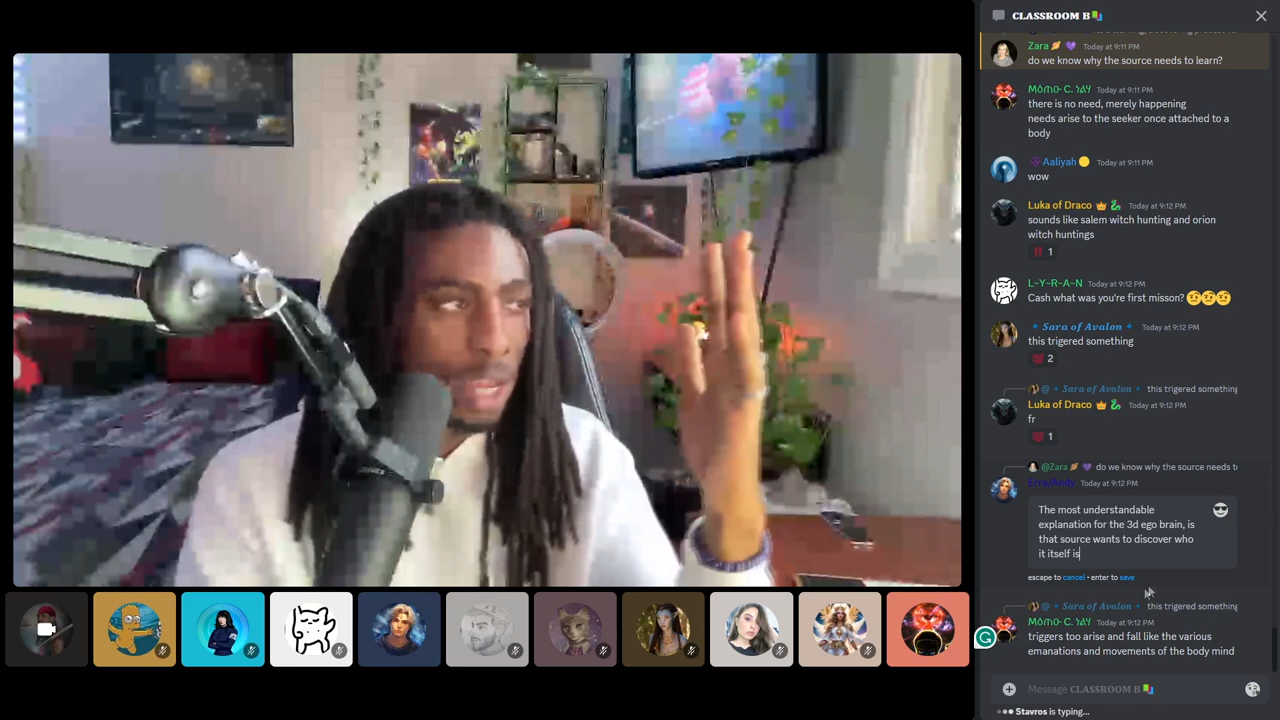 CLASSROOM B
Zara Today at 9:11 PM
do we know why the source needs to learn?
Today at 9:11 PM
there is no need, merely happening
needs arise to the seeker once attached to a
body
Aaliyah Today at 9:11 PM
wow
Luka of Draco Today at 9:12 PM
sounds like salem witch hunting and orion
witch huntings
1
L~Y~R~A~N Today at 9:12 PM
Cash what was you're first misson?
Sara of Avalon Today at 9:12 PM
this trigered something
2
@ Sara of Avalon this trigered something
Luka of Draco Today at 9:12 PM
fr
1
@Zara do we know why the source needs t
Erra/Andy Today at 9:12 PM
The most understandable
explanation for the 3d ego brain, is
that source wants to discover who
it itself is
escape to cancel • enter to save
@ Sara of Avalon this trigered something
Today at 9:12 PM
triggers too arise and fall like the various
emanations and movements of the body mind
Message CLASSROOM B
Stavros is typing...